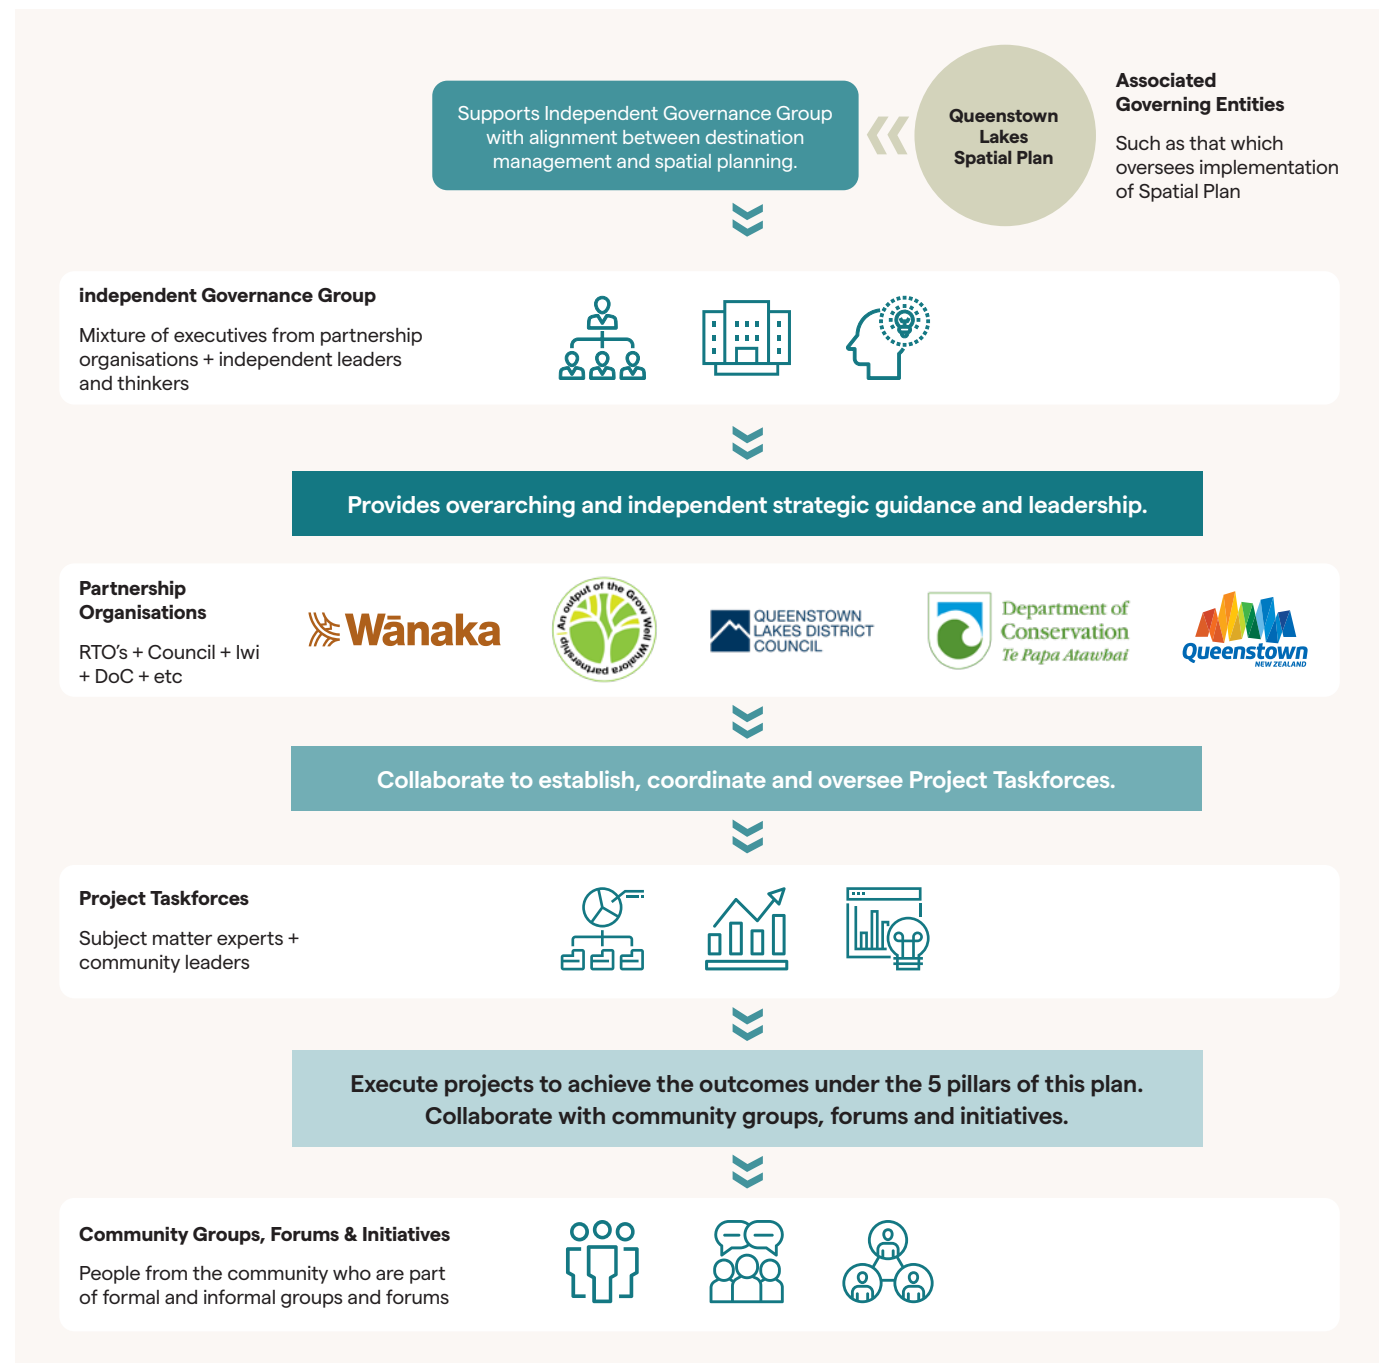 Supports Independent Governance Group
with alignment between destination
management and spatial planning.
Queenstown
Lakes
Spatial Plan
Associated
Governing Entities
Such as that which
oversees implementation
of Spatial Plan
independent Governance Group
Mixture of executives from partnership
organisations + independent leaders
and thinkers
Provides overarching and independent strategic guidance and leadership.
Partnership
Organisations
RTO’s + Council + Iwi
+ DoC + etc
Wānaka
An output of the Grow Well Whaiora partnership
QUEENSTOWN
LAKES DISTRICT
COUNCIL
Department of
Conservation
Te Papa Atawhai
Queenstown
NEW ZEALAND
Collaborate to establish, coordinate and oversee Project Taskforces.
Project Taskforces
Subject matter experts +
community leaders
Execute projects to achieve the outcomes under the 5 pillars of this plan.
Collaborate with community groups, forums and initiatives.
Community Groups, Forums & Initiatives
People from the community who are part
of formal and informal groups and forums